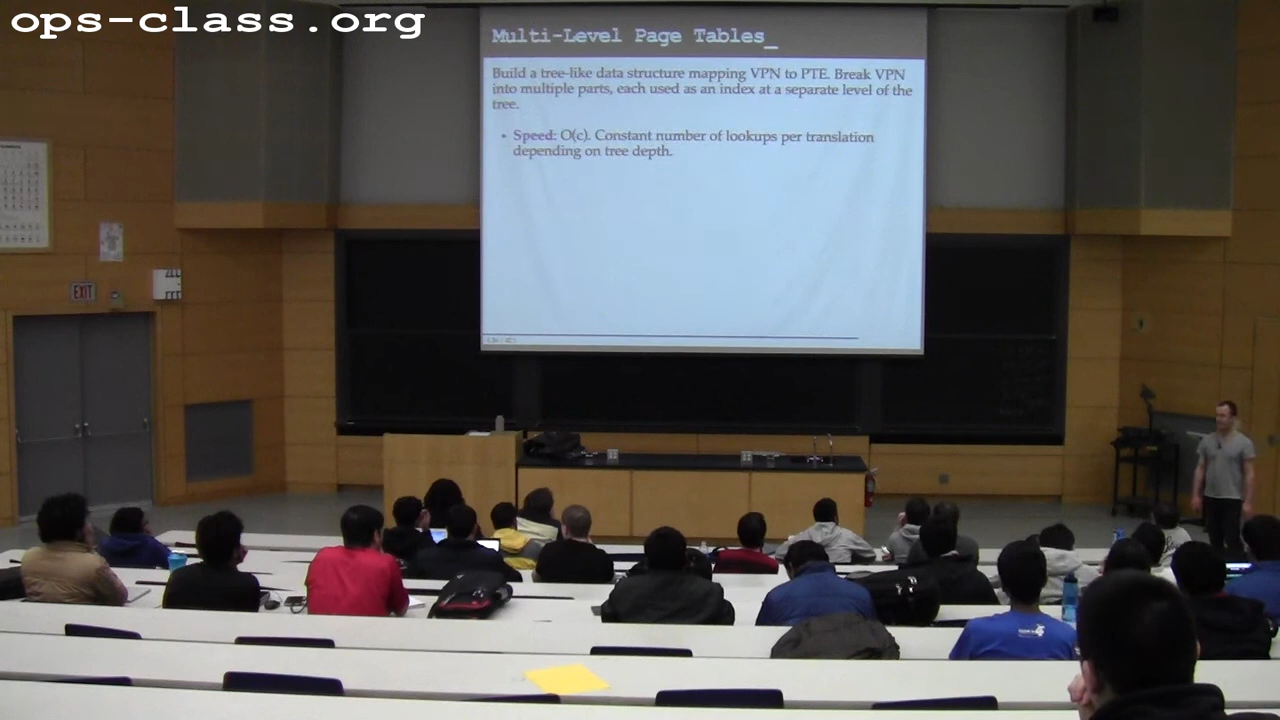 ops-class.org
Multi-Level Page Tables_
Build a tree-like data structure mapping VPN to PTE. Break VPN
into multiple parts, each used as an index at a separate level of the
tree.
• Speed: O(c). Constant number of lookups per translation
depending on tree depth.
EXIT